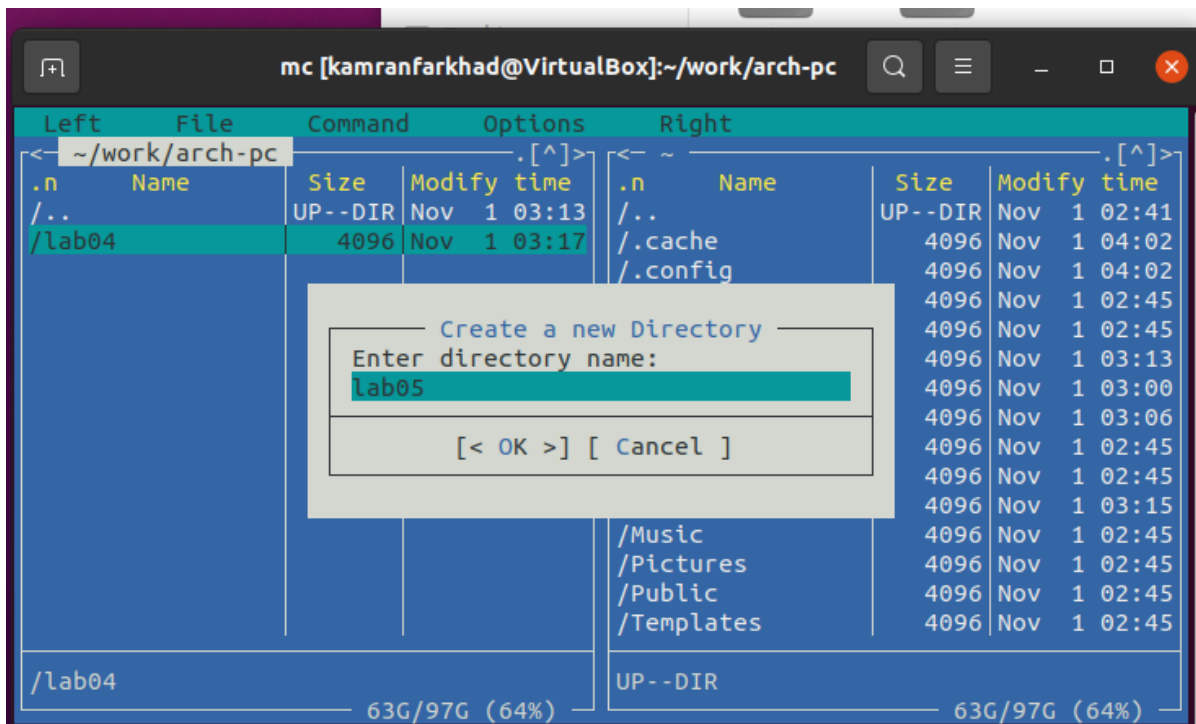 mc [kamranfarkhad@VirtualBox]:~/work/arch-pc
Left File Command Options Right
<— ~/work/arch-pc .[^]> <— ~ .[^]>
.n Name Size Modify time .n Name Size Modify time
/.. UP--DIR Nov 1 03:13 /.. UP--DIR Nov 1 02:41
/lab04 4096 Nov 1 03:17 /.cache 4096 Nov 1 04:02
/.config 4096 Nov 1 04:02
4096 Nov 1 02:45
Create a new Directory 4096 Nov 1 02:45
Enter directory name: 4096 Nov 1 03:13
lab05 4096 Nov 1 03:00
4096 Nov 1 03:06
[< OK >] [ Cancel ] 4096 Nov 1 02:45
4096 Nov 1 02:45
4096 Nov 1 03:15
/Music 4096 Nov 1 02:45
/Pictures 4096 Nov 1 02:45
/Public 4096 Nov 1 02:45
/Templates 4096 Nov 1 02:45
/lab04 UP--DIR
63G/97G (64%) 63G/97G (64%)